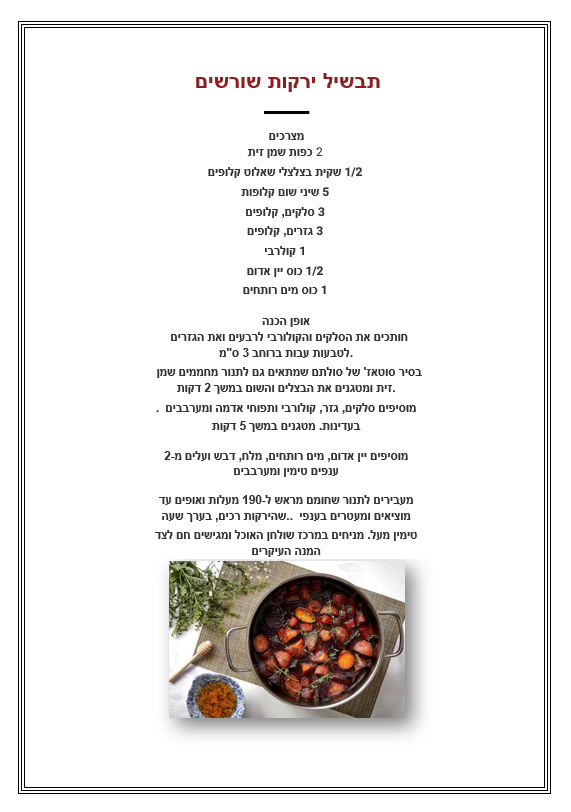 תבשיל ירקות שורשים
מצרכים
2 כפות שמן זית
1/2 שקית בצלצלי שאלוט קלופים
5 שיני שום קלופות
3 סלקים, קלופים
3 גזרים, קלופים
1 קולרבי
1/2 כוס יין אדום
1 כוס מים רותחים
אופן הכנה
חותכים את הסלקים והקולורבי לרבעים ואת הגזרים
לטבעות עבות ברוחב 3 ס"מ.
בסיר סוטאז' של סולתם שמתאים גם לתנור מחממים שמן
זית ומטגנים את הבצלים והשום במשך 2 דקות.
מוסיפים סלקים, גזר, קולורבי ותפוחי אדמה ומערבבים .
בעדינות. מטגנים במשך 5 דקות
מוסיפים יין אדום, מים רותחים, מלח, דבש ועלים מ-2
ענפים טימין ומערבבים
מעבירים לתנור שחומם מראש ל-190 מעלות ואופים עד
שהירקות רכים, בערך שעה.. מוציאים ומעטרים בענפי
טימין מעל. מניחים במרכז שולחן האוכל ומגישים חם לצד
המנה העיקרים